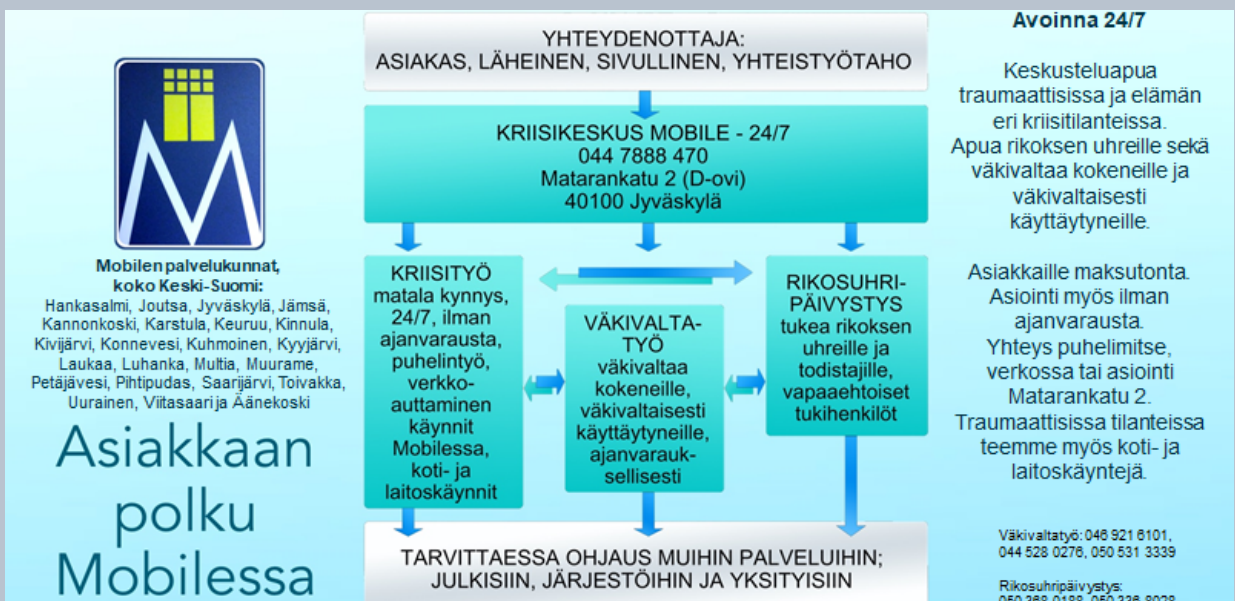 Mobilen palvelukunnat,
koko Keski-Suomi:
Hankasalmi, Joutsa, Jyväskylä, Jämsä,
Kannonkoski, Karstula, Keuruu, Kinnula,
Kivijärvi, Konnevesi, Kuhmoinen, Kyyjärvi,
Laukaa, Luhanka, Multia, Muurame,
Petäjävesi, Pihtipudas, Saarijärvi, Toivakka,
Uurainen, Viitasaari ja Äänekoski
Asiakkaan
polku
Mobilessa
YHTEYDENOTTAJA:
ASIAKAS, LÄHEINEN, SIVULLINEN, YHTEISTYÖTAHO
KRIISIKESKUS MOBILE - 24/7
044 7888 470
Matarankatu 2 (D-ovi)
40100 Jyväskylä
KRIISITYÖ
matala kynnys,
24/7, ilman
ajanvarausta,
puhelintyö,
verkko-
auttaminen
käynnit
Mobilessa,
koti- ja
laitoskäynnit
VÄKIVALTA-
TYÖ
väkivaltaa
kokeneille,
väkivaltaisesti
käyttäytyneille,
ajanvarauk-
sellisesti
RIKOSUHRI-
PÄIVYSTYS
tukea rikoksen
uhreille ja
todistajille,
vapaaehtoiset
tukihenkilöt
TARVITTAESSA OHJAUS MUIHIN PALVELUIHIN;
JULKISIIN, JÄRJESTÖIHIN JA YKSITYISIIN
Avoinna 24/7
Keskusteluapua
traumaattisissa ja elämän
eri kriisitilanteissa.
Apua rikoksen uhreille sekä
väkivaltaa kokeneille ja
väkivaltaisesti
käyttäytyneille.
Asiakkaille maksutonta.
Asiointi myös ilman
ajanvarausta.
Yhteys puhelimitse,
verkossa tai asiointi
Matarankatu 2.
Traumaattisissa tilanteissa
teemme myös koti- ja
laitoskäyntejä.
Väkivaltatyö: 046 921 6101,
044 528 0276, 050 531 3339
Rikosuhripäivystys: